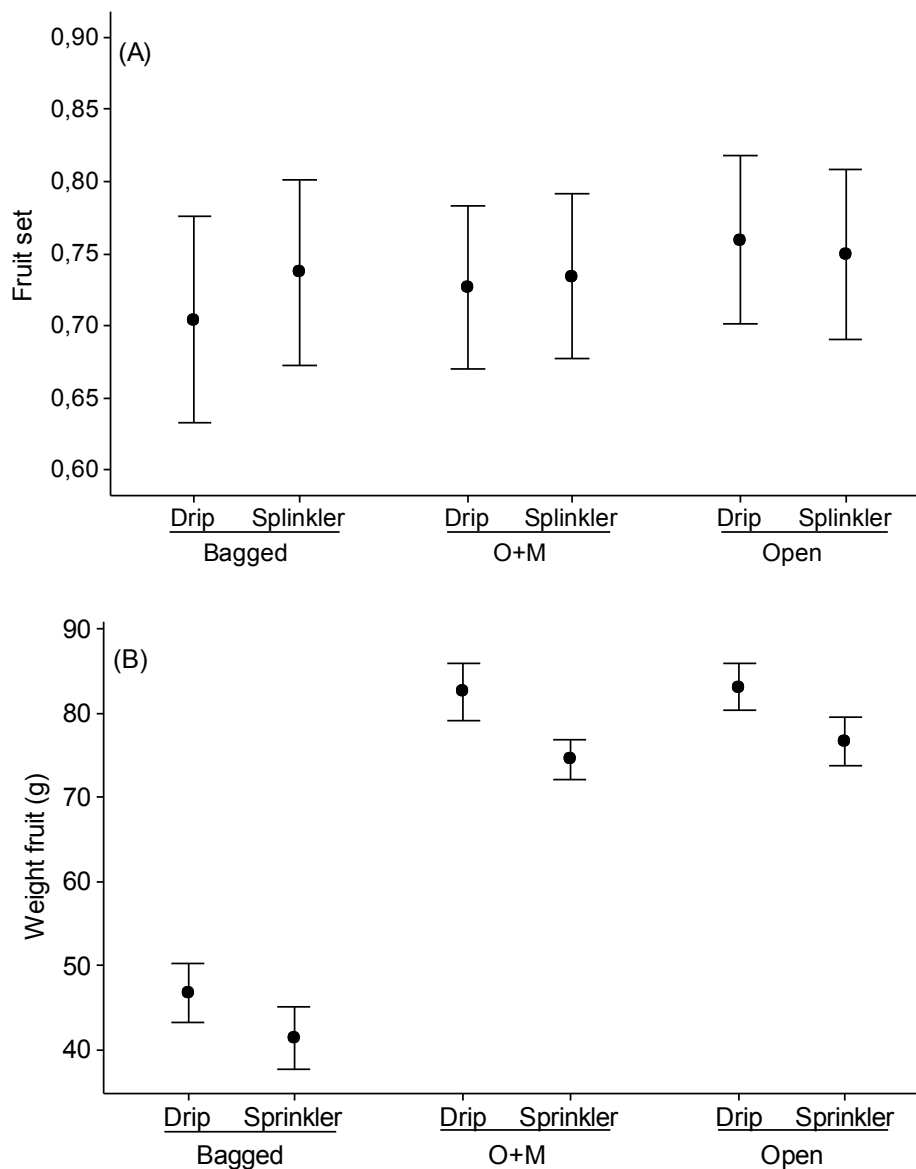 (A)
Fruit set
0,90
0,85
0,80
0,75
0,70
0,65
0,60
Drip Splinkler Drip Splinkler Drip Splinkler
Bagged O+M Open
(B)
Weight fruit (g)
90
80
70
60
50
40
Drip Sprinkler Drip Sprinkler Drip Sprinkler
Bagged O+M Open